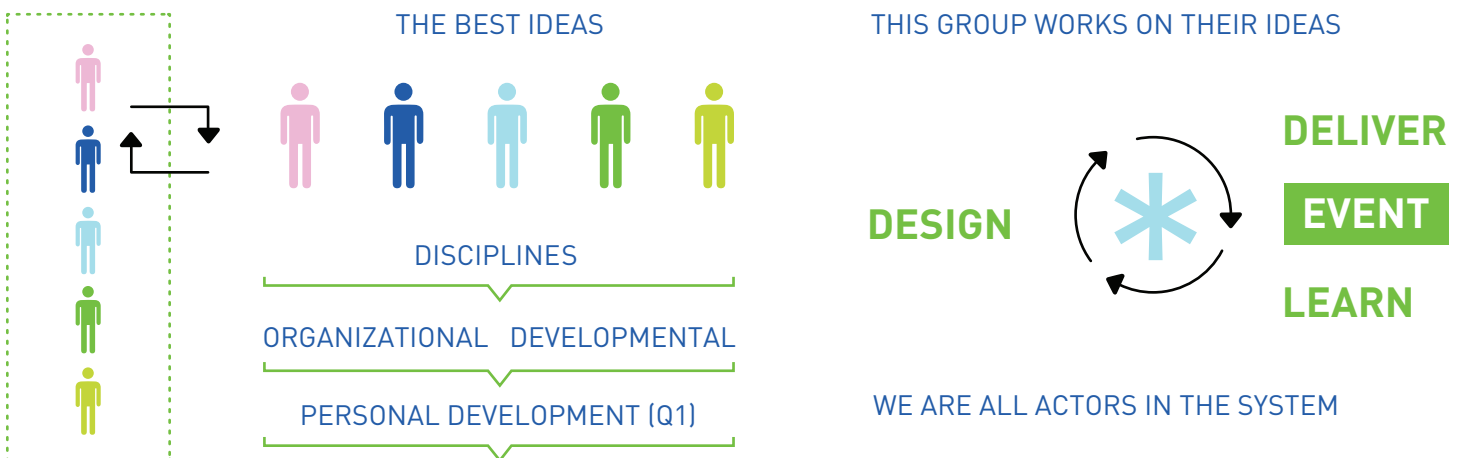 THE BEST IDEAS
DISCIPLINES
ORGANIZATIONAL DEVELOPMENTAL
PERSONAL DEVELOPMENT (Q1)
THIS GROUP WORKS ON THEIR IDEAS
DESIGN
DELIVER
EVENT
LEARN
WE ARE ALL ACTORS IN THE SYSTEM